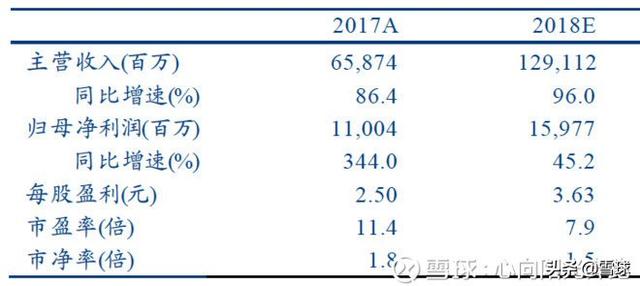 2017A 2018E
主营收入(百万) 65,874 129,112
同比增速(%) 86.4 96.0
归母净利润(百万) 11,004 15,977
同比增速(%) 344.0 45.2
每股盈利(元) 2.50 3.63
市盈率(倍) 11.4 7.9
市净率(倍) 1.8 1.5
雪球:心向阳
头条@雪球